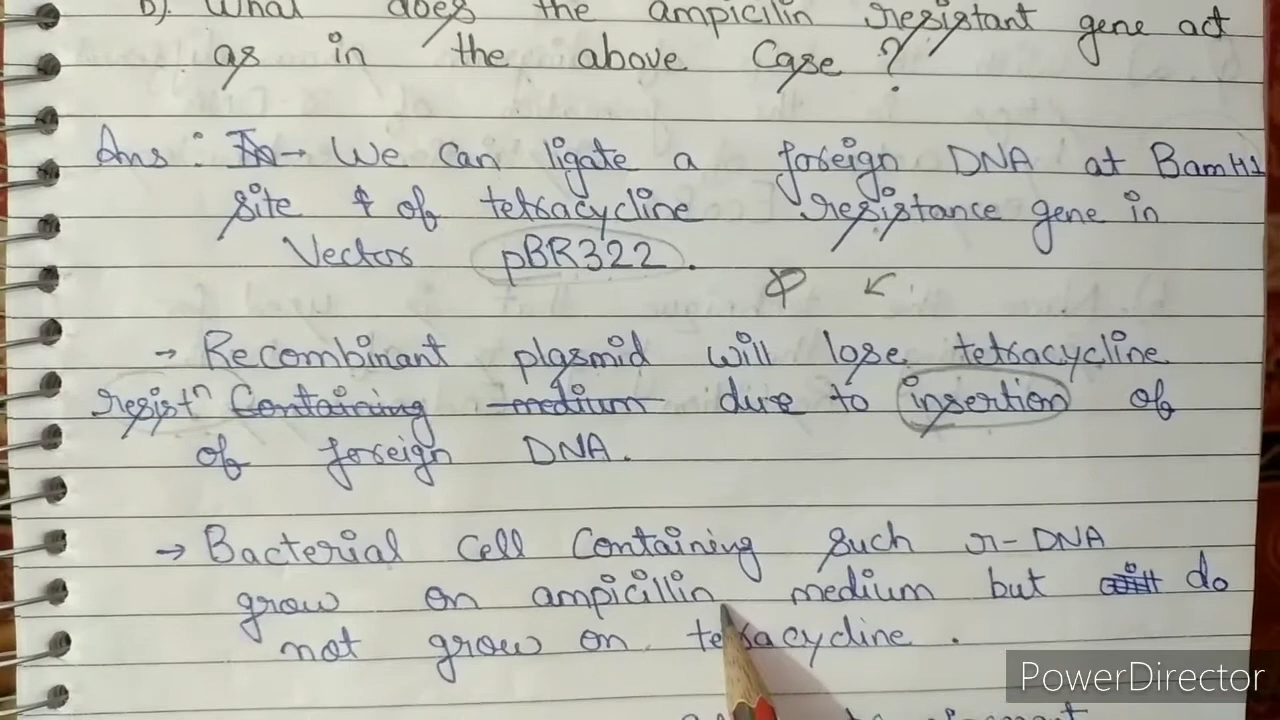 b). What does the ampicilin resistant gene act
as in the above case?
Ans: → We can ligate a foreign DNA at BamH1
site of tetracycline resistance gene in
Vectors pBR322.
→ Recombinant plasmid will lose tetracycline
resistn containing medium due to insertion of
of foreign DNA.
→ Bacterial cell containing such r-DNA
grow on ampicillin medium but do
not grow on tetracycline.
PowerDirector